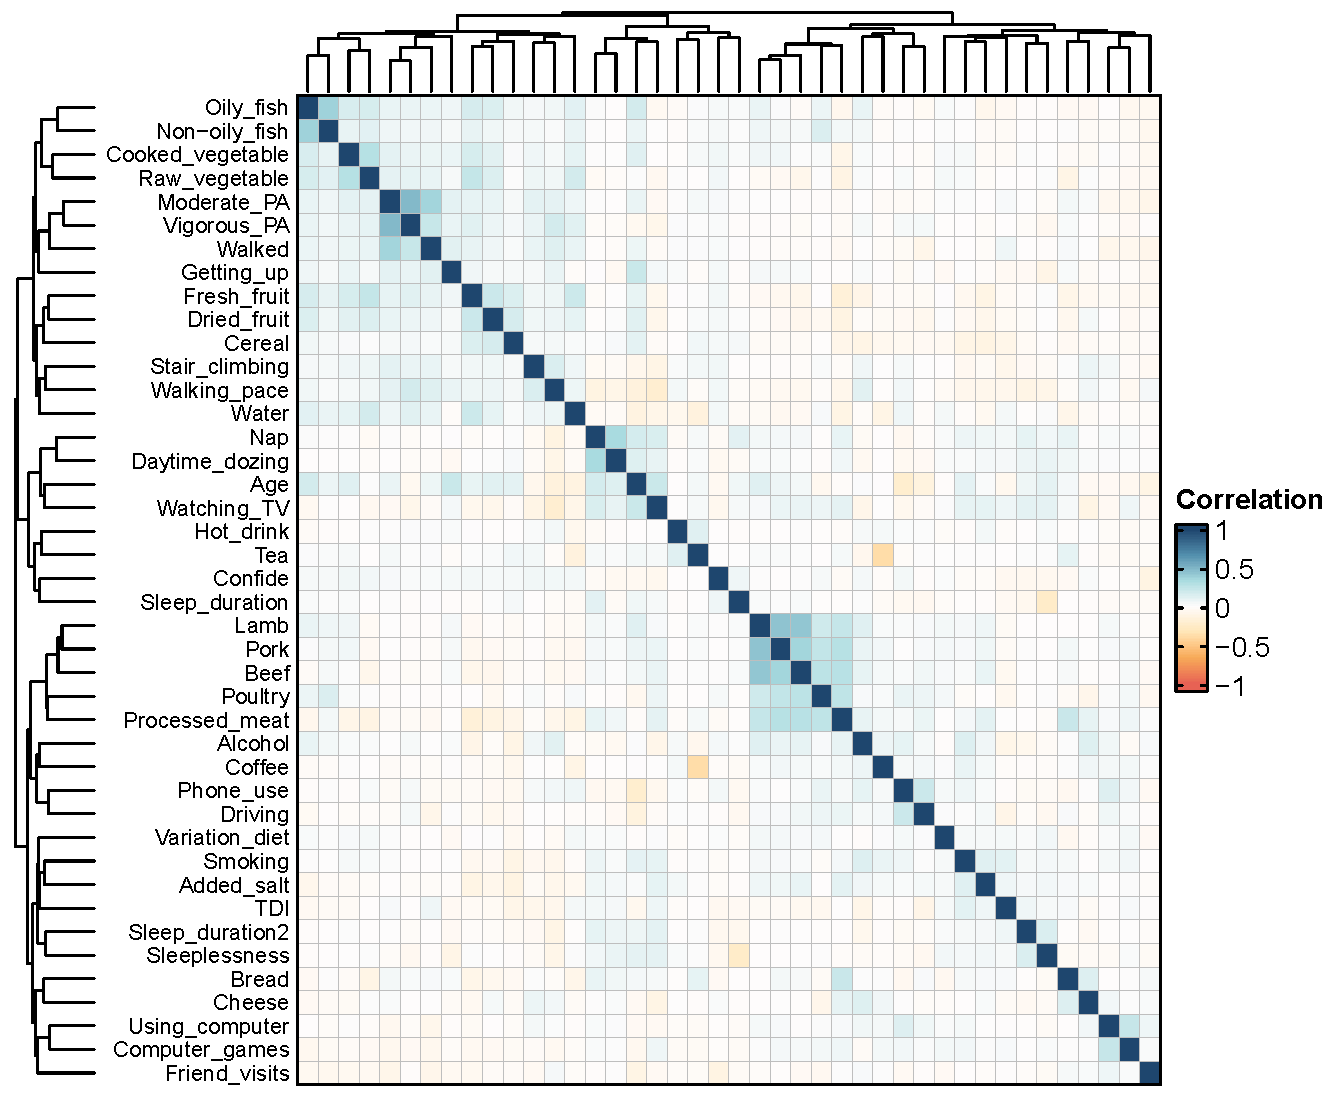 Oily_fish
Non−oily_fish
Cooked_vegetable
Raw_vegetable
Moderate_PA
Vigorous_PA
Walked
Getting_up
Fresh_fruit
Dried_fruit
Cereal
Stair_climbing
Walking_pace
Water
Nap
Daytime_dozing
Age
Watching_TV
Hot_drink
Tea
Confide
Sleep_duration
Lamb
Pork
Beef
Poultry
Processed_meat
Alcohol
Coffee
Phone_use
Driving
Variation_diet
Smoking
Added_salt
TDI
Sleep_duration2
Sleeplessness
Bread
Cheese
Using_computer
Computer_games
Friend_visits
Correlation
1
0.5
0
−0.5
−1